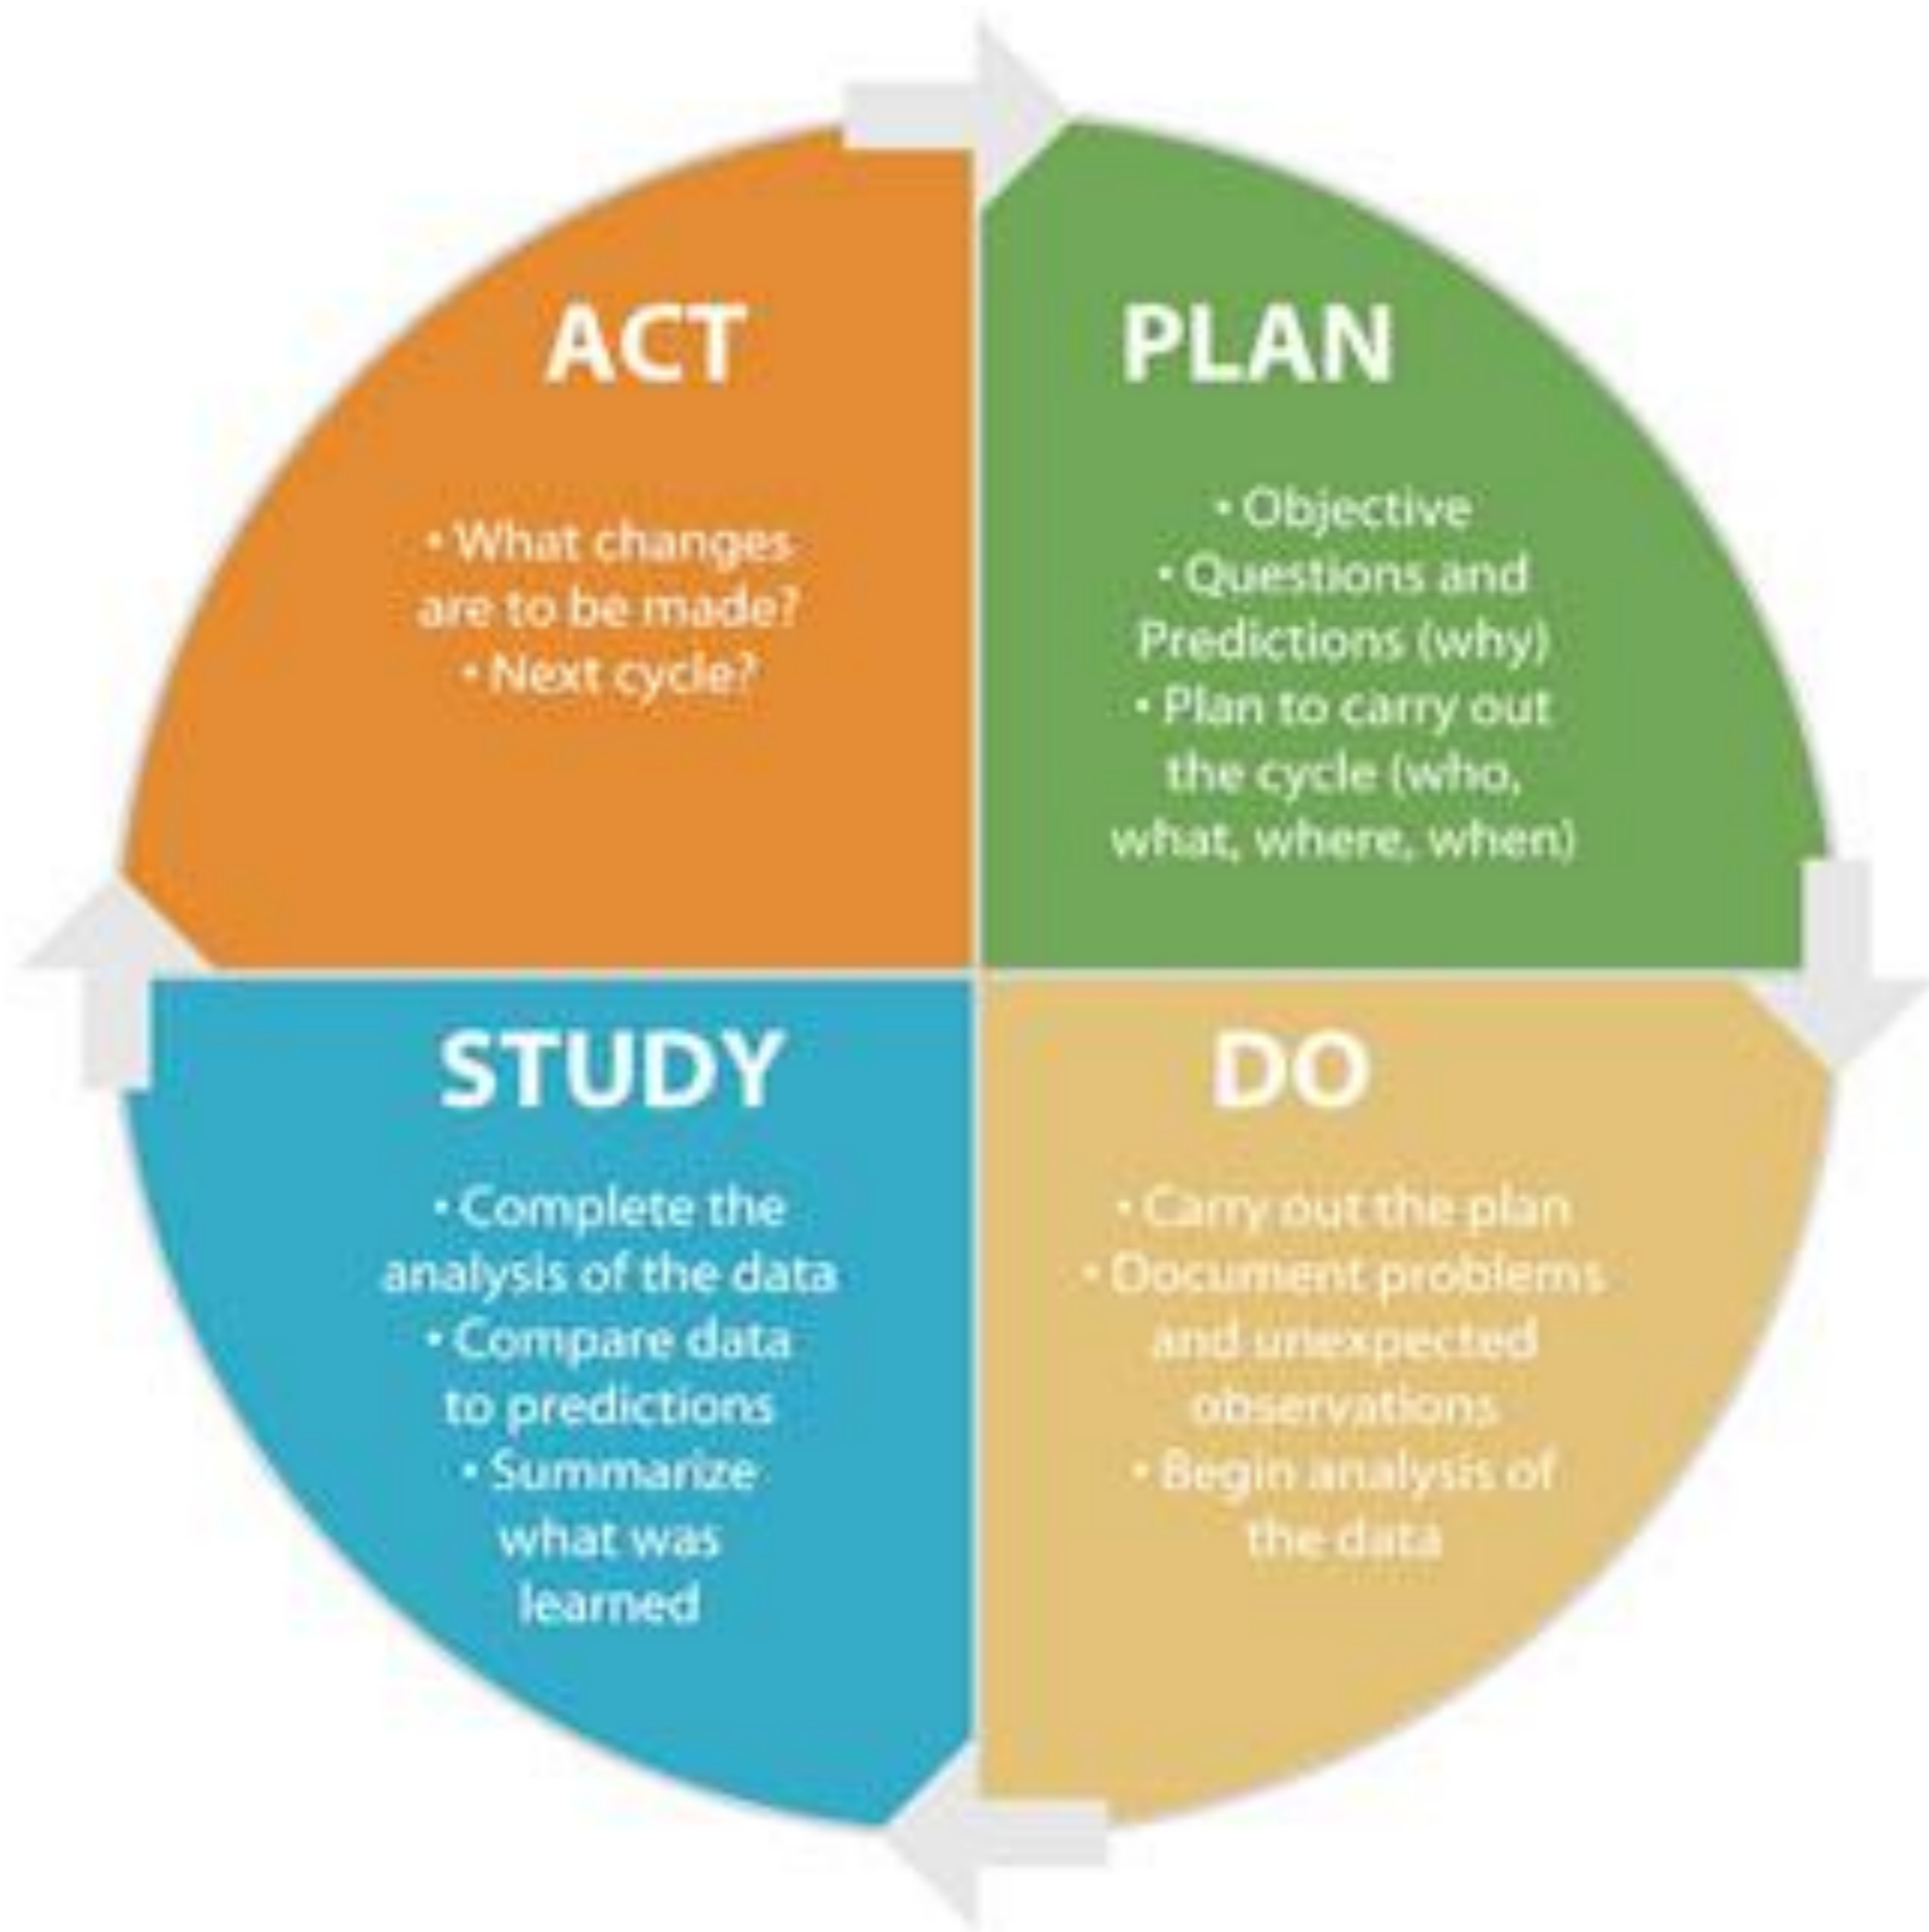 ACT
• What changes
are to be made?
• Next cycle?
PLAN
• Objective
• Questions and
Predictions (why)
• Plan to carry out
the cycle (who,
what, where, when)
STUDY
• Complete the
analysis of the data
• Compare data
to predictions
• Summarize
what was
learned
DO
• Carry out the plan
• Document problems
and unexpected
observations
• Begin analysis of
the data